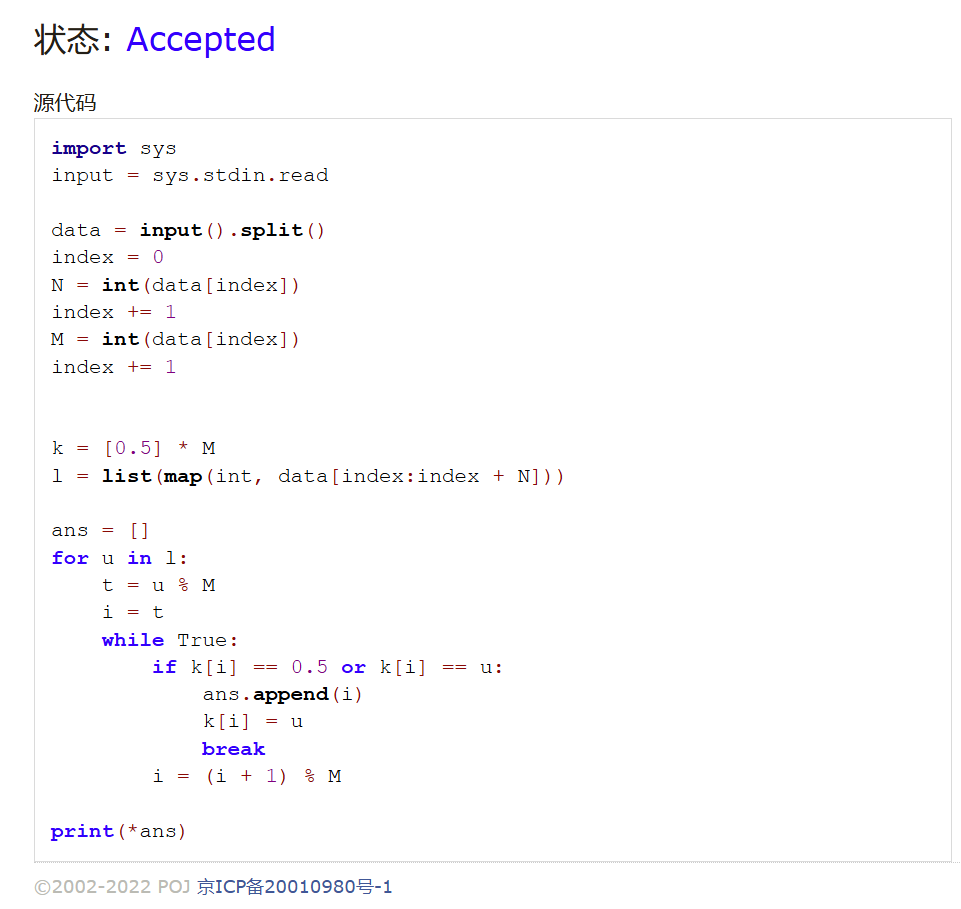 状态: Accepted
源代码
import sys
input = sys.stdin.read

data = input().split()
index = 0
N = int(data[index])
index += 1
M = int(data[index])
index += 1


k = [0.5] * M
l = list(map(int, data[index:index + N]))

ans = []
for u in l:
    t = u % M
    i = t
    while True:
        if k[i] == 0.5 or k[i] == u:
            ans.append(i)
            k[i] = u
            break
        i = (i + 1) % M

print(*ans)
©2002-2022 POJ 京ICP备20010980号-1